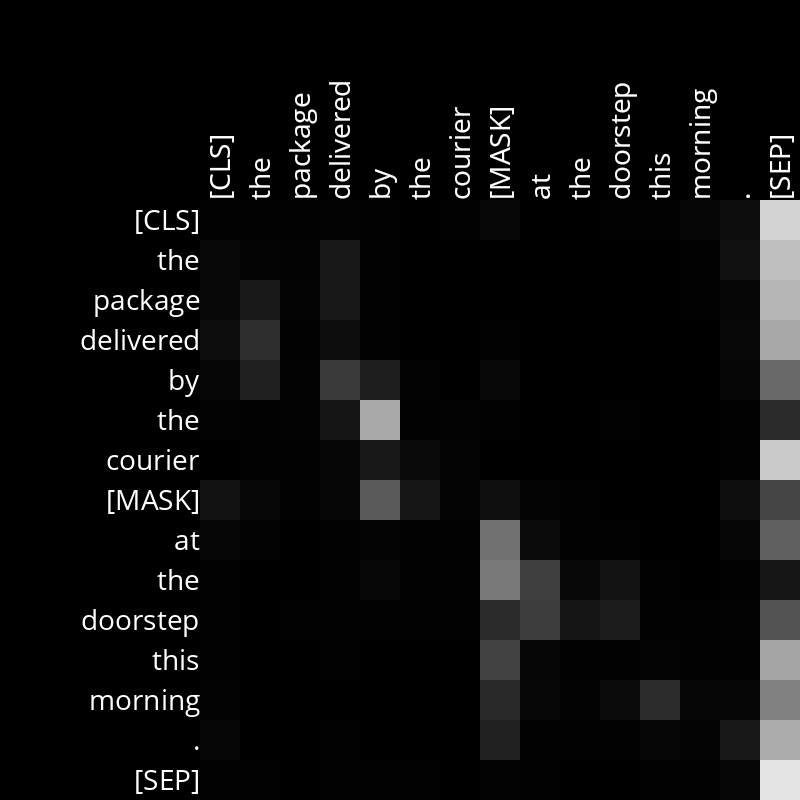 [CLS]
the
package
delivered
by
the
courier
[MASK]
at
the
doorstep
this
morning
.
[SEP]
[CLS]
the
package
delivered
by
the
courier
[MASK]
at
the
doorstep
this
morning
.
[SEP]